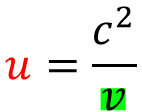 u = c² / v